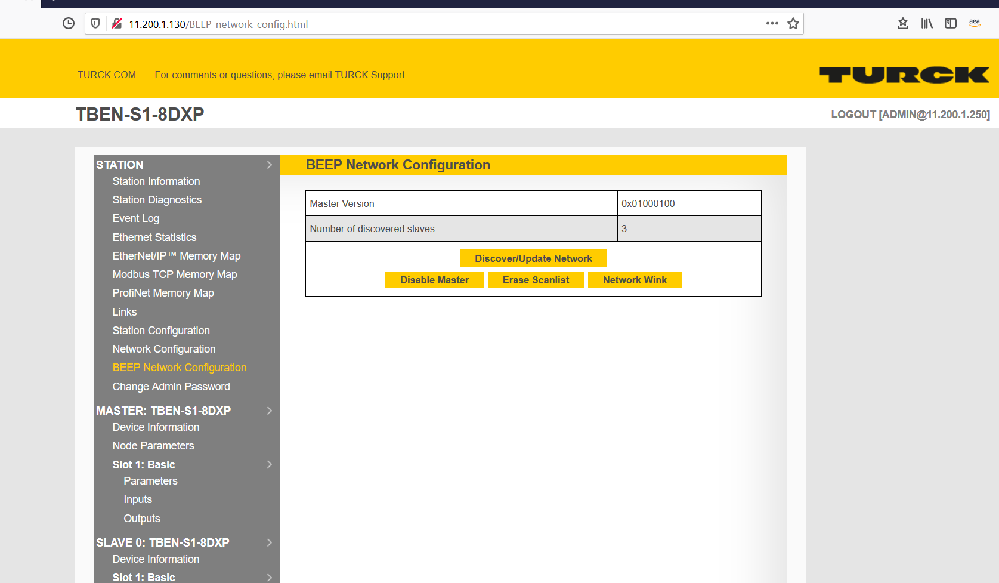 11.200.1.130/BEEP_network_config.html
aea
TURCK.COM For comments or questions, please email TURCK Support
TURCK
TBEN-S1-8DXP
LOGOUT [ADMIN@11.200.1.250]
STATION
Station Information
Station Diagnostics
Event Log
Ethernet Statistics
EtherNet/IP™ Memory Map
Modbus TCP Memory Map
ProfiNet Memory Map
Links
Station Configuration
Network Configuration
BEEP Network Configuration
Change Admin Password
MASTER: TBEN-S1-8DXP
Device Information
Node Parameters
Slot 1: Basic
Parameters
Inputs
Outputs
SLAVE 0: TBEN-S1-8DXP
Device Information
Slot 1: Basic
BEEP Network Configuration
Master Version 0x01000100
Number of discovered slaves 3
Discover/Update Network
Disable Master Erase Scanlist Network Wink